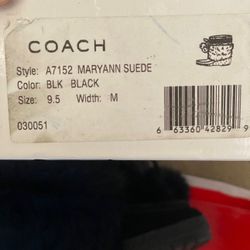 COACH
Style: A7152 MARYANN SUEDE
Color: BLK BLACK
Size: 9.5 Width: M
030051
6 63360 42829 9